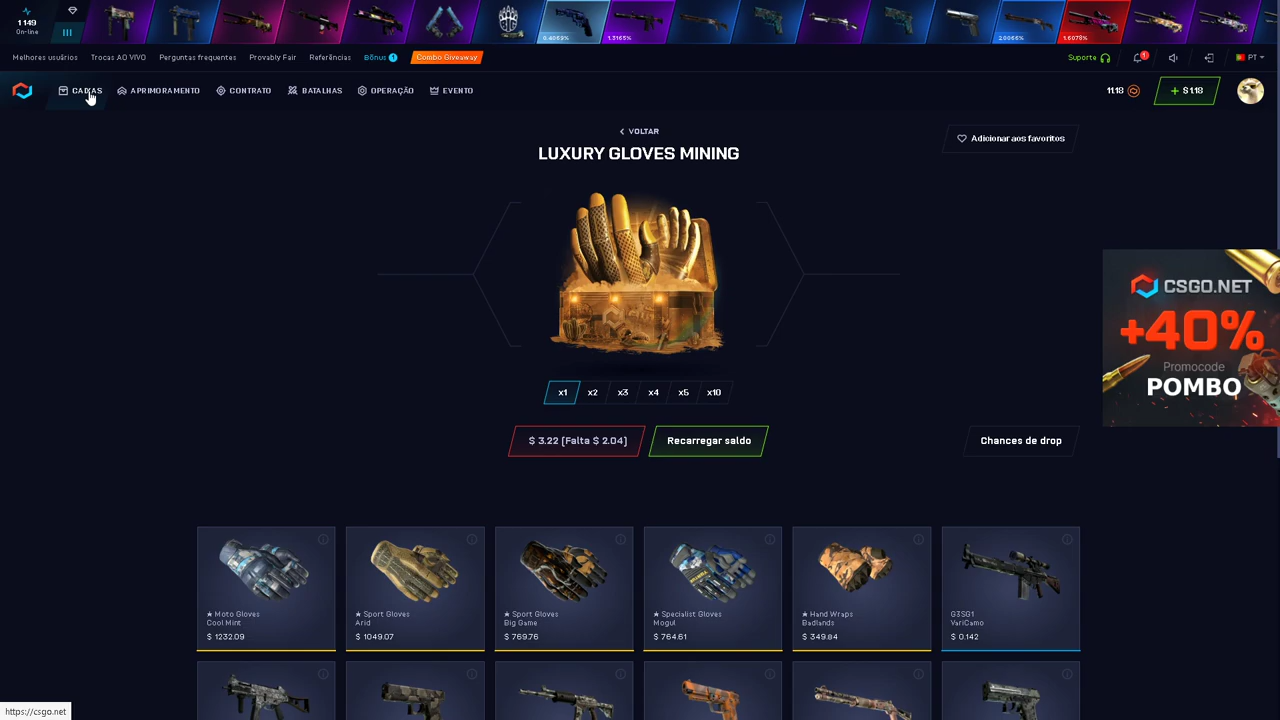 1 149
On-line
0.4069%
1.3165%
2.0066%
1.6078%
Melhores usuários
Trocas AO VIVO
Perguntas frequentes
Provably Fair
Referências
Bônus 1
Combo Giveaway
Suporte
1
PT
CAIXAS
APRIMORAMENTO
CONTRATO
BATALHAS
OPERAÇÃO
EVENTO
11.18
+ $ 1.18
VOLTAR
LUXURY GLOVES MINING
Adicionar aos favoritos
CSGO.NET
+40%
Promocode
POMBO
x1
x2
x3
x4
x5
x10
$ 3.22 (Falta $ 2.04)
Recarregar saldo
Chances de drop
★ Moto Gloves
Cool Mint
$ 1232.09
★ Sport Gloves
Arid
$ 1049.07
★ Sport Gloves
Big Game
$ 769.76
★ Specialist Gloves
Mogul
$ 764.61
★ Hand Wraps
Badlands
$ 349.84
G3SG1
VariCamo
$ 0.142
https://csgo.net